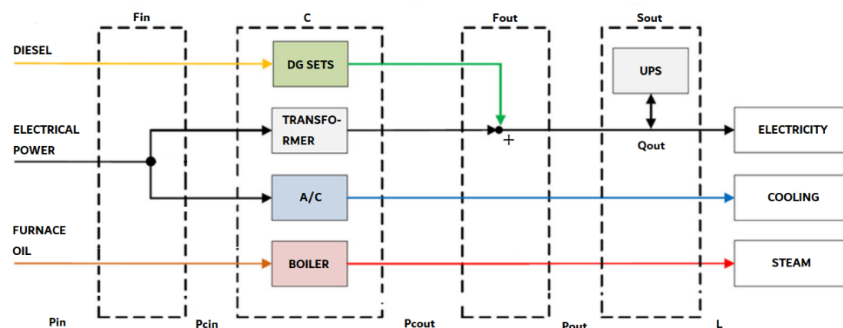 Fin
C
Fout
Sout
DIESEL
DG SETS
UPS
ELECTRICAL
POWER
TRANSFO-
RMER
+
ELECTRICITY
Qout
A/C
COOLING
FURNACE
OIL
BOILER
STEAM
Pin
Pcin
Pcout
Pout
L